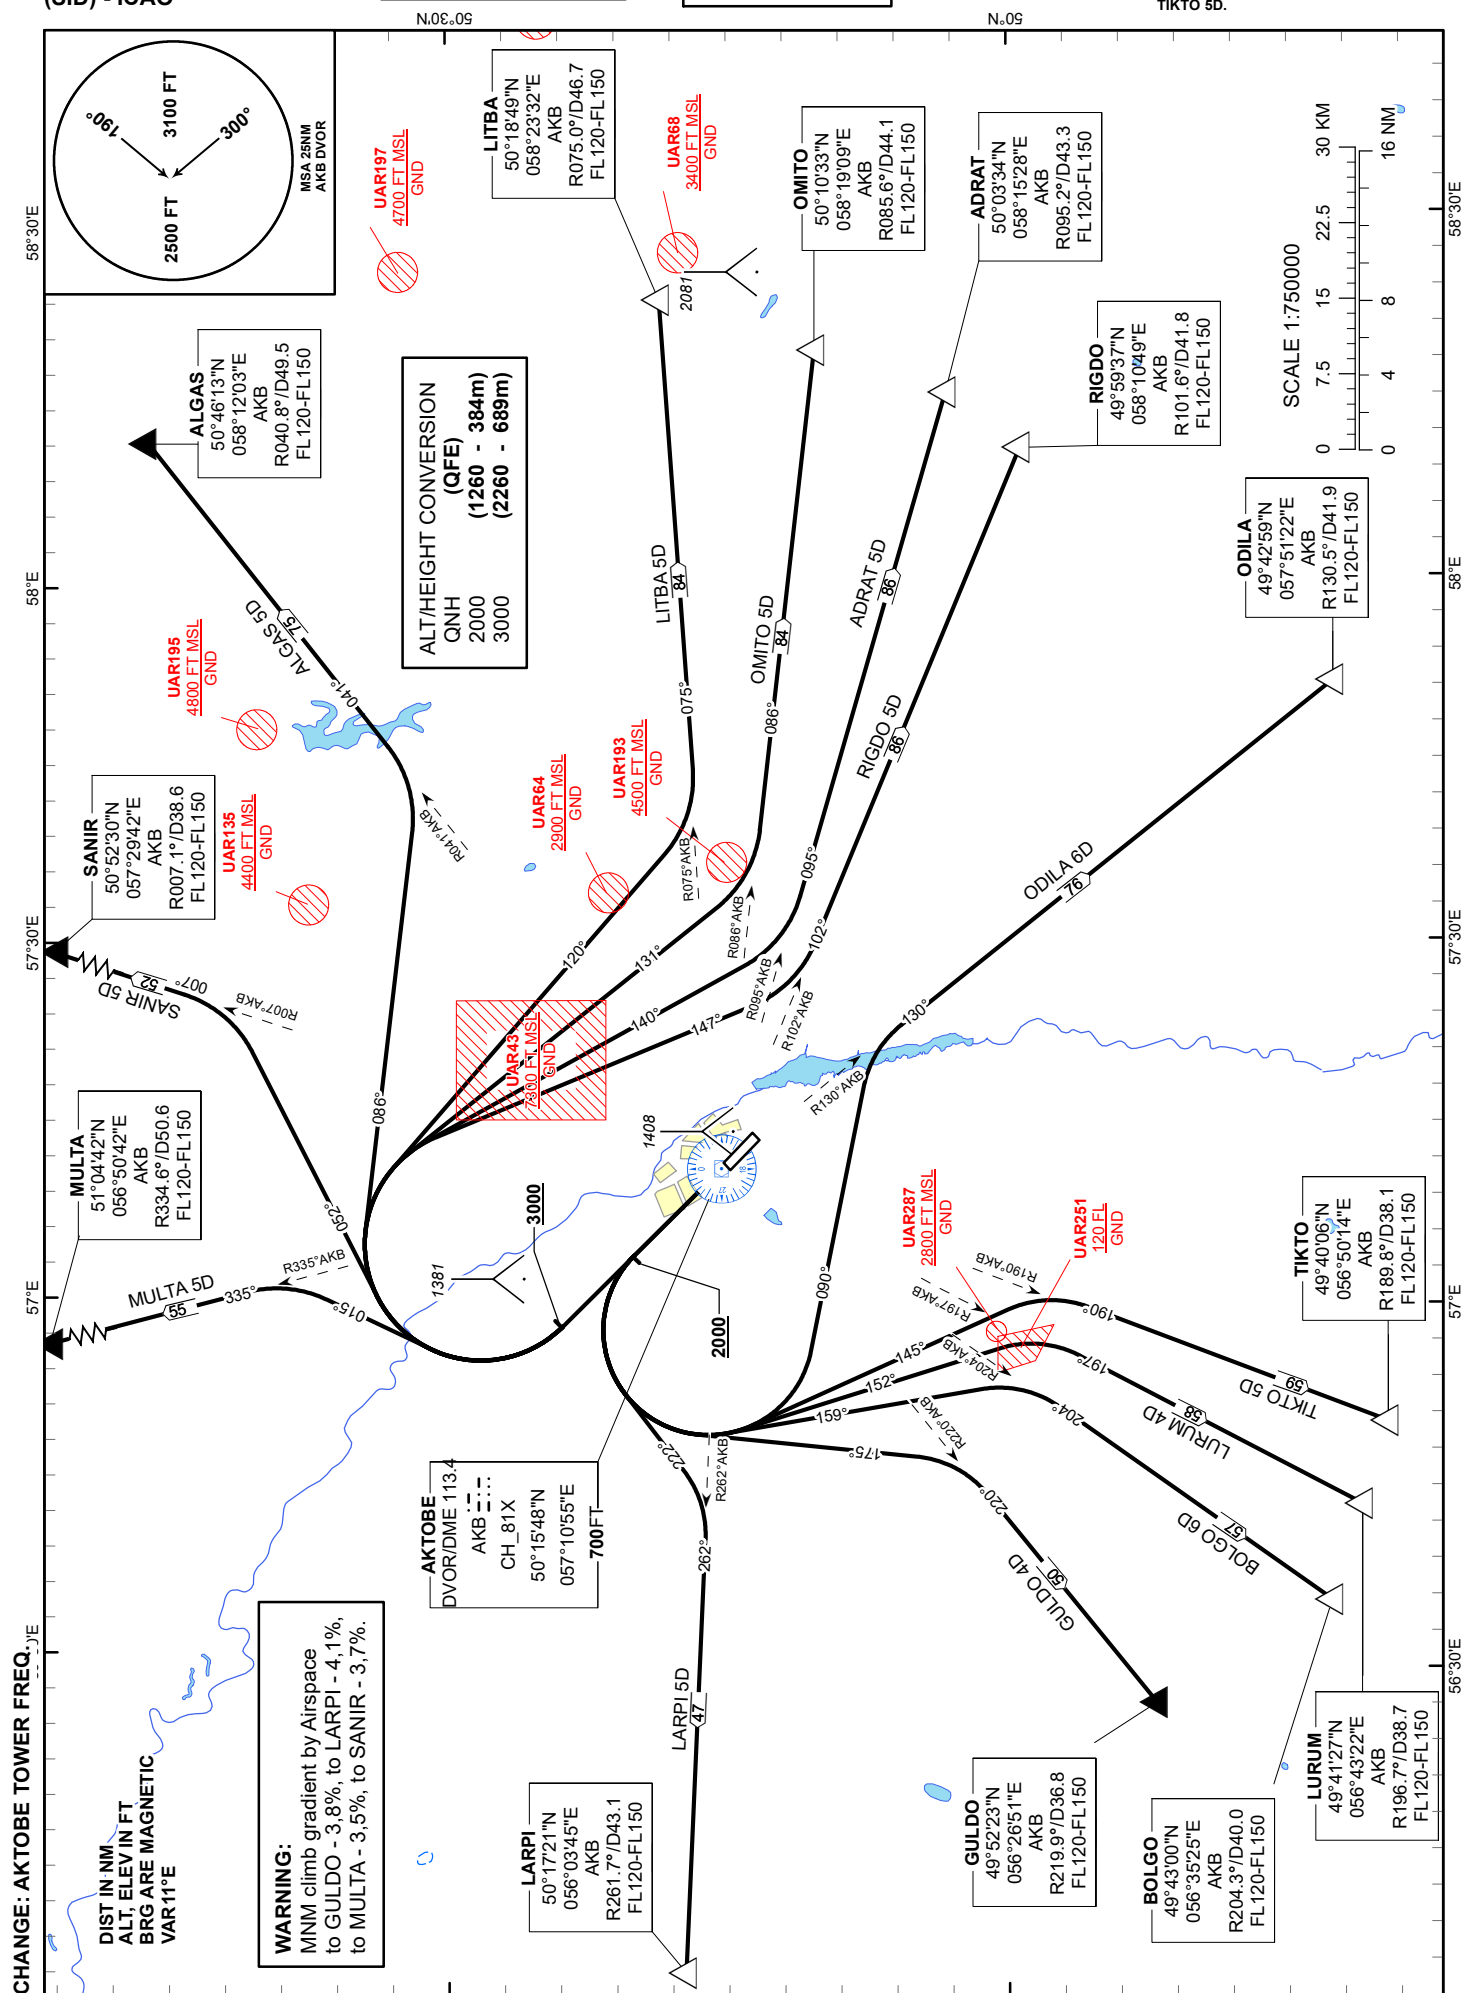 (SID) - ICAO
TIKTO 5D.
CHANGE: AKTOBE TOWER FREQ.
50°30'N
50°N
58°30'E
58°E
57°30'E
57°E
58°30'E
58°E
57°30'E
57°E
56°30'E
DIST IN NM
ALT, ELEV IN FT
BRG ARE MAGNETIC
VAR11°E
WARNING:
MNM climb gradient by Airspace
to GULDO - 3,8%, to LARPI - 4,1%,
to MULTA - 3,5%, to SANIR - 3,7%.
190°
3100 FT
300°
2500 FT
MSA 25NM
AKB DVOR
ALT/HEIGHT CONVERSION
QNH (QFE)
2000 (1260 - 384m)
3000 (2260 - 689m)
MULTA
51°04'42"N
056°50'42"E
AKB
R334.6°/D50.6
FL120-FL150
SANIR
50°52'30"N
057°29'42"E
AKB
R007.1°/D38.6
FL120-FL150
ALGAS
50°46'13"N
058°12'03"E
AKB
R040.8°/D49.5
FL120-FL150
LITBA
50°18'49"N
058°23'32"E
AKB
R075.0°/D46.7
FL120-FL150
OMITO
50°10'33"N
058°19'09"E
AKB
R085.6°/D44.1
FL120-FL150
ADRAT
50°03'34"N
058°15'28"E
AKB
R095.2°/D43.3
FL120-FL150
RIGDO
49°59'37"N
058°10'49"E
AKB
R101.6°/D41.8
FL120-FL150
ODILA
49°42'59"N
057°51'22"E
AKB
R130.5°/D41.9
FL120-FL150
TIKTO
49°40'06"N
056°50'14"E
AKB
R189.8°/D38.1
FL120-FL150
LURUM
49°41'27"N
056°43'22"E
AKB
R196.7°/D38.7
FL120-FL150
BOLGO
49°43'00"N
056°35'25"E
AKB
R204.3°/D40.0
FL120-FL150
GULDO
49°52'23"N
056°26'51"E
AKB
R219.9°/D36.8
FL120-FL150
LARPI
50°17'21"N
056°03'45"E
AKB
R261.7°/D43.1
FL120-FL150
AKTOBE
DVOR/DME 113.4
AKB
CH_81X
50°15'48"N
057°10'55"E
700FT
UAR197
4700 FT MSL
GND
UAR68
3400 FT MSL
GND
UAR195
4800 FT MSL
GND
UAR135
4400 FT MSL
GND
UAR64
2900 FT MSL
GND
UAR193
4500 FT MSL
GND
UAR43
7300 FT MSL
GND
UAR287
2800 FT MSL
GND
UAR251
120 FL
GND
2081
1408
1381
3000
2000
MULTA 5D
55
335°
015°
R335°AKB
SANIR 5D
52
007°
052°
R007°AKB
ALGAS 5D
75
041°
086°
R041°AKB
LITBA 5D
84
075°
120°
R075°AKB
OMITO 5D
84
086°
131°
R086°AKB
ADRAT 5D
86
095°
140°
R095°AKB
RIGDO 5D
86
102°
147°
R102°AKB
ODILA 6D
76
130°
090°
R130°AKB
TIKTO 5D
59
190°
145°
R190°AKB
LURUM 4D
58
197°
152°
R197°AKB
BOLGO 6D
57
204°
159°
R204°AKB
GULDO 4D
50
220°
175°
R220°AKB
LARPI 5D
47
262°
222°
R262°AKB
0
18
27
SCALE 1:750000
0 7.5 15 22.5 30 KM
0 4 8 16 NM